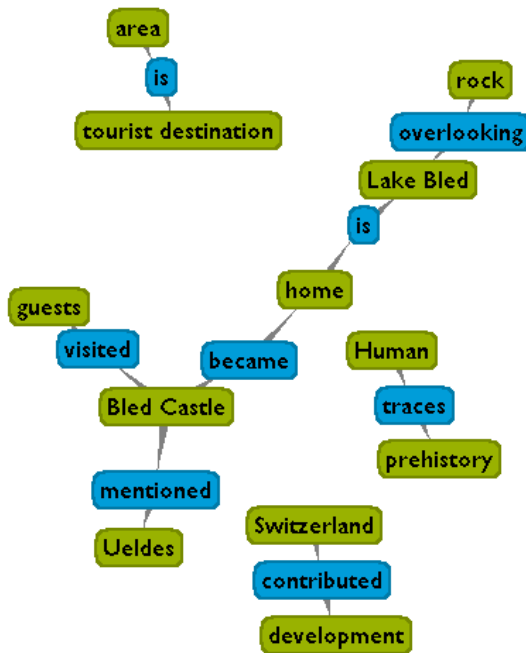 area
is
tourist destination
rock
overlooking
Lake Bled
is
home
guests
visited
became
Bled Castle
Human
traces
prehistory
mentioned
Ueldes
Switzerland
contributed
development